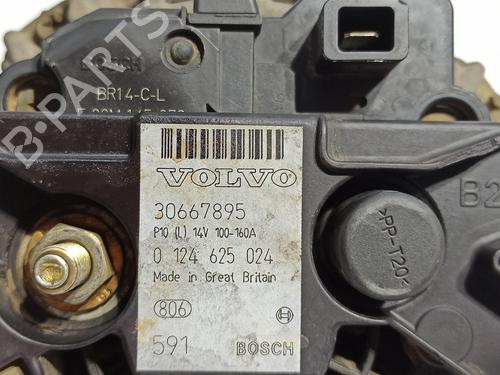 B-PARTS
BOSCH
BR14-C-L
VOLVO
30667895
P10 (L) 14V 100-160A
0 124 625 024
Made in Great Britain
806
591 BOSCH
>PP-T20<